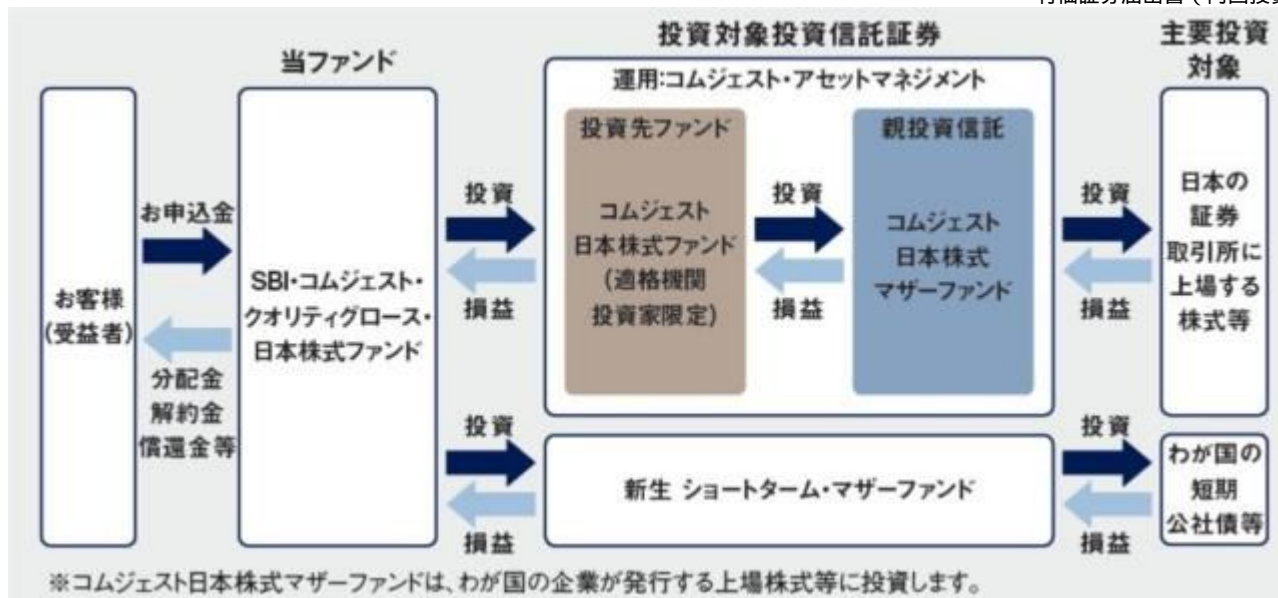 投資対象投資信託証券
主要投資
対象
当ファンド
運用:コムジェスト・アセットマネジメント
投資先ファンド
親投資信託
お申込金
お客様
(受益者)
分配金
解約金
償還金等
SBI・コムジェスト・
クオリティグロース・
日本株式ファンド
投資
損益
コムジェスト
日本株式ファンド
(適格機関
投資家限定)
投資
損益
コムジェスト
日本株式
マザーファンド
投資
損益
日本の
証券
取引所に
上場する
株式等
投資
損益
新生 ショートターム・マザーファンド
投資
損益
わが国の
短期
公社債等
※コムジェスト日本株式マザーファンドは、わが国の企業が発行する上場株式等に投資します。